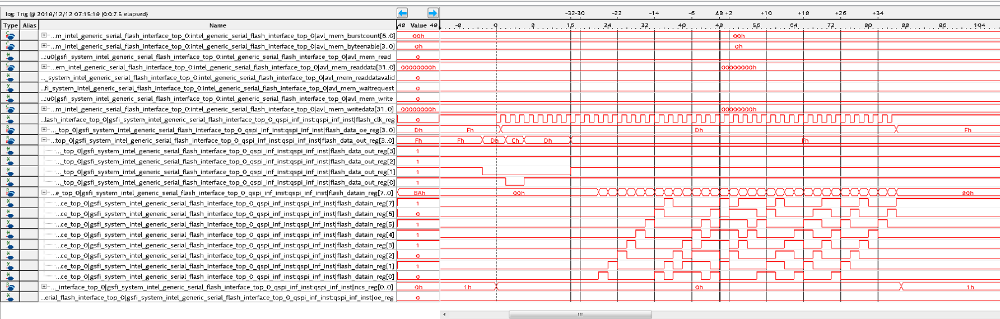 log: Trig @ 2019/12/12 07:15:19 (0:0:7.5 elapsed) -32-30 -22 -14 -6 48 +2 +10 +18 +26 +34
Type Alias Name 48 Value 49 -8 0 8 16 24 32 40 48 56 64 72 80 88 96 104
...m_intel_generic_serial_flash_interface_top_0:intel_generic_serial_flash_interface_top_0|avl_mem_burstcount[6..0] 00h 00h
...m_intel_generic_serial_flash_interface_top_0:intel_generic_serial_flash_interface_top_0|avl_mem_byteenable[3..0] 0h 0h
...:u0|gsfi_system_intel_generic_serial_flash_interface_top_0:intel_generic_serial_flash_interface_top_0|avl_mem_read 0
...em_intel_generic_serial_flash_interface_top_0:intel_generic_serial_flash_interface_top_0|avl_mem_readdata[31..0] 00000000h 00000000h
..._system_intel_generic_serial_flash_interface_top_0:intel_generic_serial_flash_interface_top_0|avl_mem_readdatavalid 0
...fi_system_intel_generic_serial_flash_interface_top_0:intel_generic_serial_flash_interface_top_0|avl_mem_waitrequest 0
...:u0|gsfi_system_intel_generic_serial_flash_interface_top_0:intel_generic_serial_flash_interface_top_0|avl_mem_write 0
...m_intel_generic_serial_flash_interface_top_0:intel_generic_serial_flash_interface_top_0|avl_mem_writedata[31..0] 00000000h 00000000h
...lash_interface_top_0|gsfi_system_intel_generic_serial_flash_interface_top_0_qspi_inf_inst:qspi_inf_inst|flash_clk_reg 0
..._top_0|gsfi_system_intel_generic_serial_flash_interface_top_0_qspi_inf_inst:qspi_inf_inst|flash_data_oe_reg[3..0] Dh Fh Dh Fh
...top_0|gsfi_system_intel_generic_serial_flash_interface_top_0_qspi_inf_inst:qspi_inf_inst|flash_data_out_reg[3..0] Fh Fh Dh Ch Dh Fh
..._top_0|gsfi_system_intel_generic_serial_flash_interface_top_0_qspi_inf_inst:qspi_inf_inst|flash_data_out_reg[3] 1
..._top_0|gsfi_system_intel_generic_serial_flash_interface_top_0_qspi_inf_inst:qspi_inf_inst|flash_data_out_reg[2] 1
..._top_0|gsfi_system_intel_generic_serial_flash_interface_top_0_qspi_inf_inst:qspi_inf_inst|flash_data_out_reg[1] 1
..._top_0|gsfi_system_intel_generic_serial_flash_interface_top_0_qspi_inf_inst:qspi_inf_inst|flash_data_out_reg[0] 1
...e_top_0|gsfi_system_intel_generic_serial_flash_interface_top_0_qspi_inf_inst:qspi_inf_inst|flash_datain_reg[7..0] BAh 00h 80h
...ce_top_0|gsfi_system_intel_generic_serial_flash_interface_top_0_qspi_inf_inst:qspi_inf_inst|flash_datain_reg[7] 1
...ce_top_0|gsfi_system_intel_generic_serial_flash_interface_top_0_qspi_inf_inst:qspi_inf_inst|flash_datain_reg[6] 0
...ce_top_0|gsfi_system_intel_generic_serial_flash_interface_top_0_qspi_inf_inst:qspi_inf_inst|flash_datain_reg[5] 1
...ce_top_0|gsfi_system_intel_generic_serial_flash_interface_top_0_qspi_inf_inst:qspi_inf_inst|flash_datain_reg[4] 1
...ce_top_0|gsfi_system_intel_generic_serial_flash_interface_top_0_qspi_inf_inst:qspi_inf_inst|flash_datain_reg[3] 1
...ce_top_0|gsfi_system_intel_generic_serial_flash_interface_top_0_qspi_inf_inst:qspi_inf_inst|flash_datain_reg[2] 0
...ce_top_0|gsfi_system_intel_generic_serial_flash_interface_top_0_qspi_inf_inst:qspi_inf_inst|flash_datain_reg[1] 1
...ce_top_0|gsfi_system_intel_generic_serial_flash_interface_top_0_qspi_inf_inst:qspi_inf_inst|flash_datain_reg[0] 0
..._interface_top_0|gsfi_system_intel_generic_serial_flash_interface_top_0_qspi_inf_inst:qspi_inf_inst|ncs_reg[0..0] 0h 1h 0h 1h
...erial_flash_interface_top_0|gsfi_system_intel_generic_serial_flash_interface_top_0_qspi_inf_inst:qspi_inf_inst|oe_reg 0